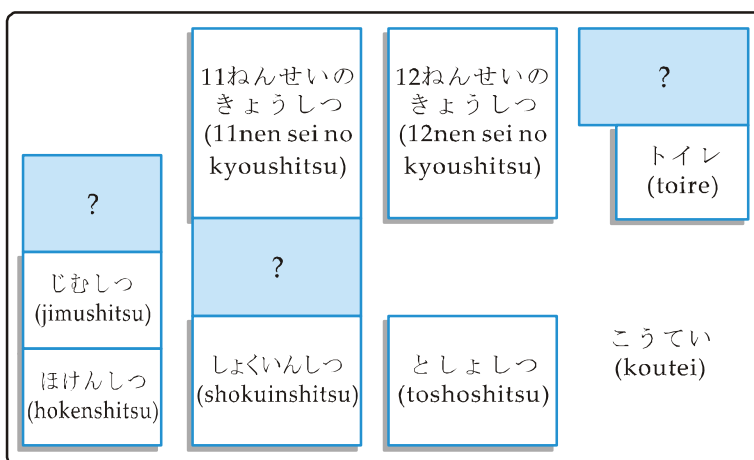 11ねんせいの
きょうしつ
(11nen sei no
kyoushitsu)
12ねんせいの
きょうしつ
(12nen sei no
kyoushitsu)
?
トイレ
(toire)
?
じむしつ
(jimushitsu)
ほけんしつ
(hokenshitsu)
?
しょくいんしつ
(shokuinshitsu)
としょしつ
(toshoshitsu)
こうてい
(koutei)